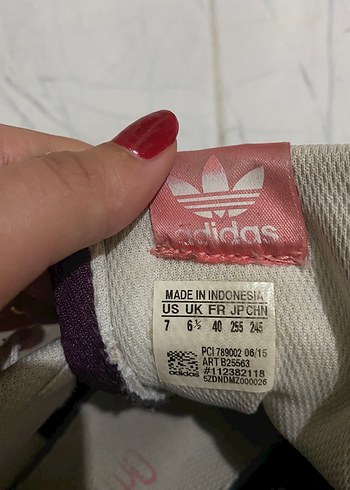 adidas
MADE IN INDONESIA
US UK FR JP CHN
7 6½ 40 255 245
PCI 789002 06/15
ART B25563
#112382118
adidas
5ZDNDMZ000026